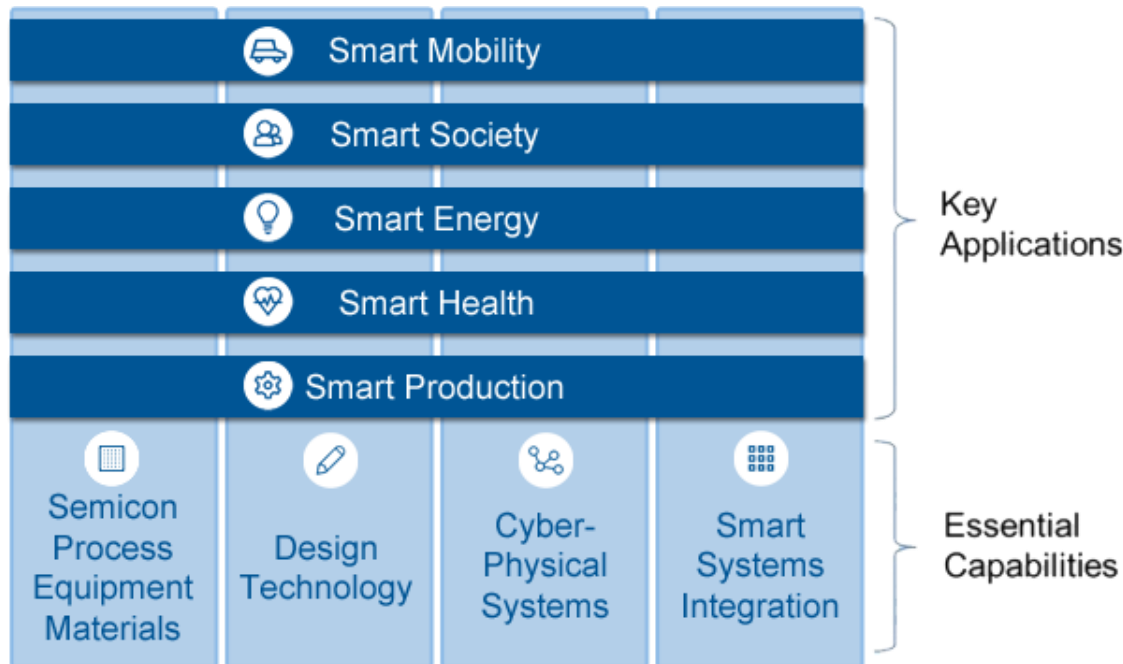 Smart Mobility
Smart Society
Smart Energy
Smart Health
Smart Production
Key
Applications
Semicon
Process
Equipment
Materials
Design
Technology
Cyber-
Physical
Systems
Smart
Systems
Integration
Essential
Capabilities